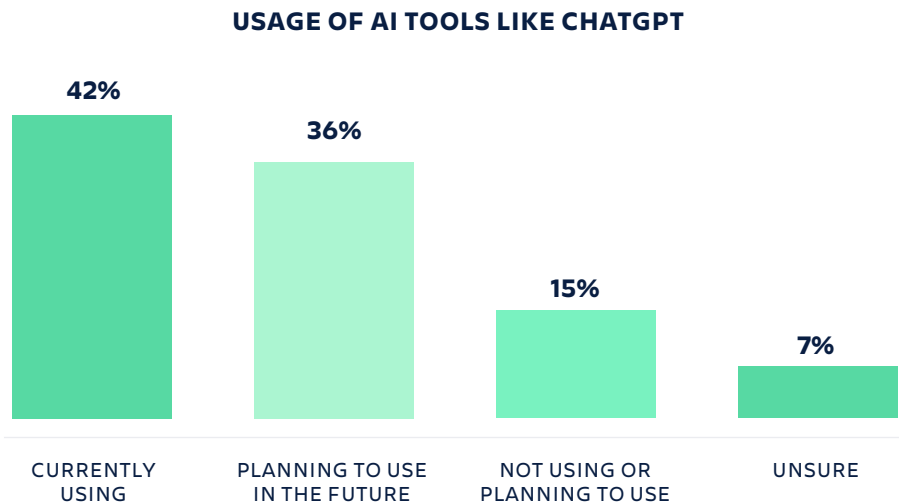 USAGE OF AI TOOLS LIKE CHATGPT
42%
36%
15%
7%
CURRENTLY
USING
PLANNING TO USE
IN THE FUTURE
NOT USING OR
PLANNING TO USE
UNSURE